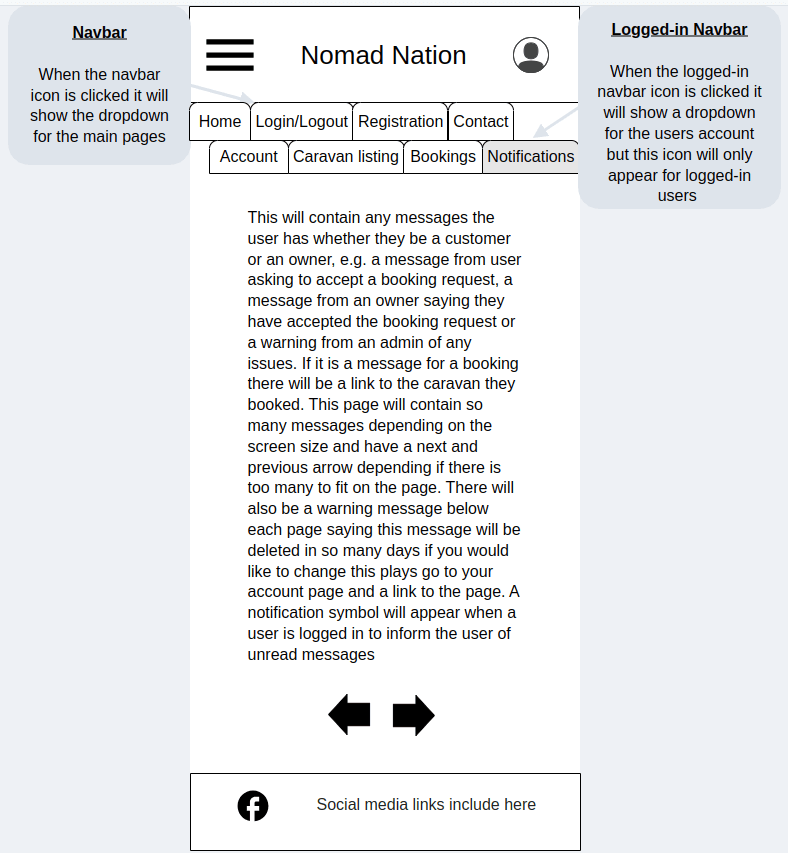 Navbar
When the navbar
icon is clicked it will
show the dropdown
for the main pages
Nomad Nation
Logged-in Navbar
When the logged-in
navbar icon is clicked it
will show a dropdown
for the users account
but this icon will only
appear for logged-in
users
Home Login/Logout Registration Contact
Account Caravan listing Bookings Notifications
This will contain any messages the
user has whether they be a customer
or an owner, e.g. a message from user
asking to accept a booking request, a
message from an owner saying they
have accepted the booking request or
a warning from an admin of any
issues. If it is a message for a booking
there will be a link to the caravan they
booked. This page will contain so
many messages depending on the
screen size and have a next and
previous arrow depending if there is
too many to fit on the page. There will
also be a warning message below
each page saying this message will be
deleted in so many days if you would
like to change this plays go to your
account page and a link to the page. A
notification symbol will appear when a
user is logged in to inform the user of
unread messages
Social media links include here